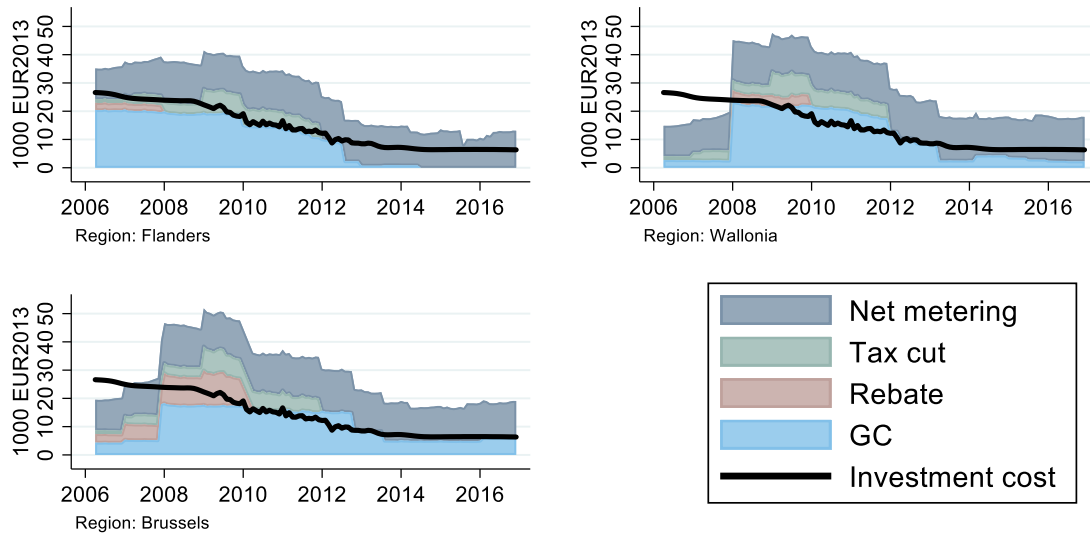 1000 EUR2013
0 10 20 30 40 50
2006 2008 2010 2012 2014 2016
Region: Flanders
1000 EUR2013
0 10 20 30 40 50
2006 2008 2010 2012 2014 2016
Region: Wallonia
1000 EUR2013
0 10 20 30 40 50
2006 2008 2010 2012 2014 2016
Region: Brussels
Net metering
Tax cut
Rebate
GC
Investment cost